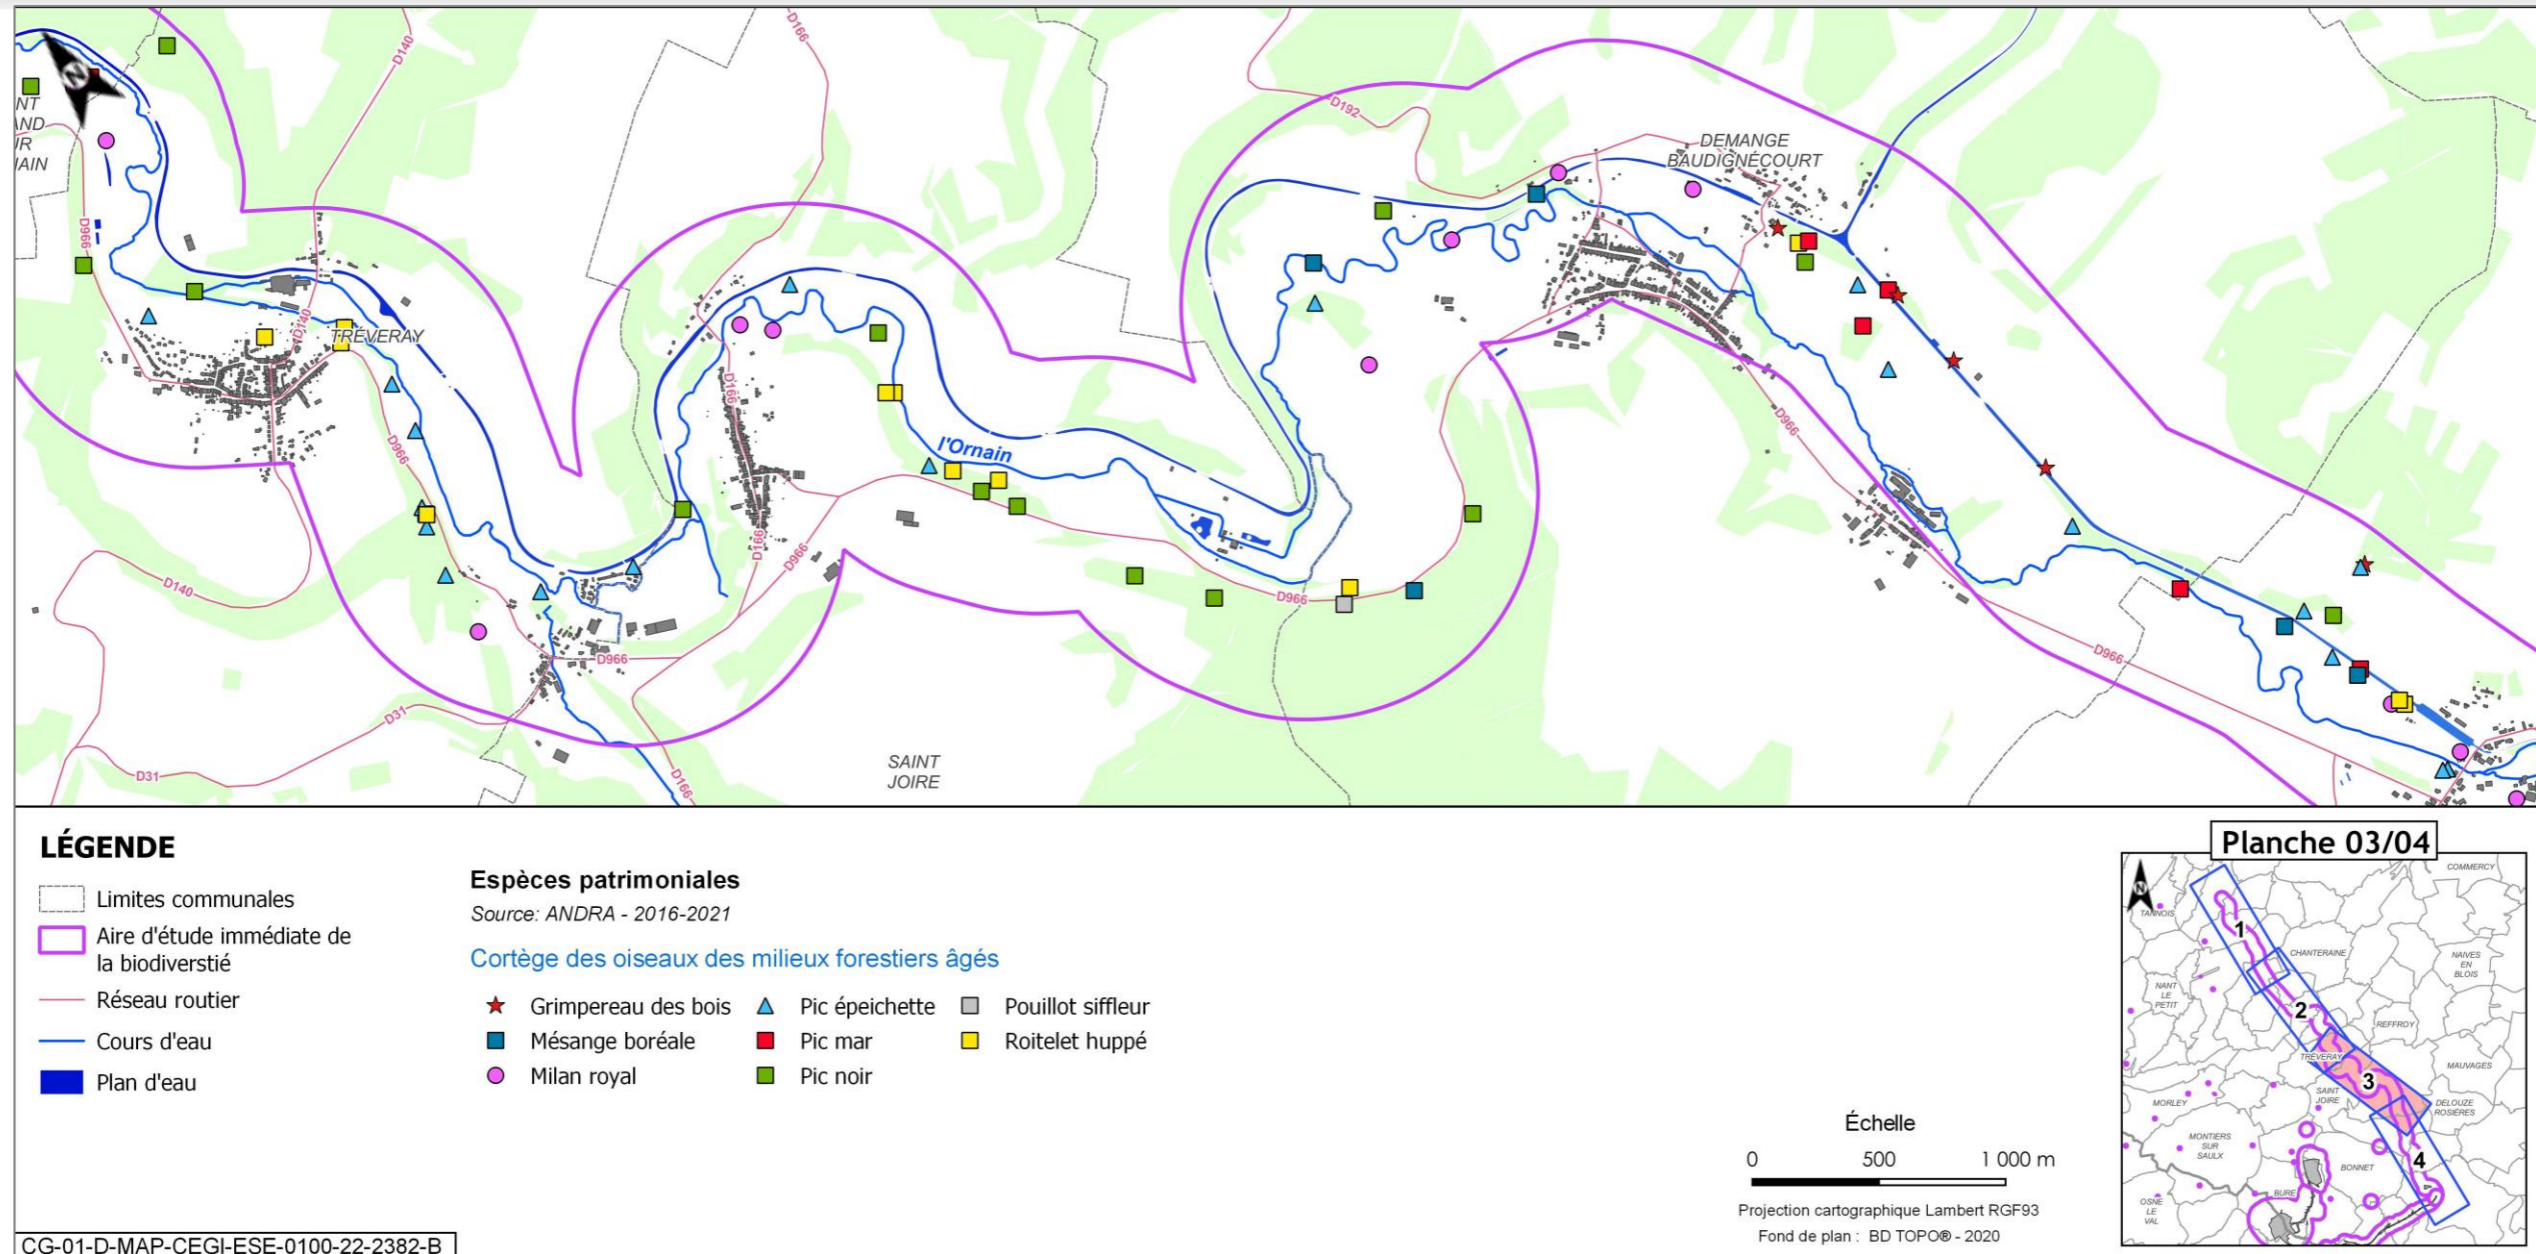 D166
D140
D192
NT
AND
UR
AIN
N
DEMANGE
BAUDIGNÉCOURT
D966
D140
TRÉVERAY
D166
D966
l'Ornain
D966
D166
D966
D140
D966
D966
D966
D31
D166
D31
SAINT
JOIRE
LÉGENDE
Limites communales
Aire d'étude immédiate de
la biodiverstié
Réseau routier
Cours d'eau
Plan d'eau
Espèces patrimoniales
Source: ANDRA - 2016-2021
Cortège des oiseaux des milieux forestiers âgés
Grimpereau des bois
Mésange boréale
Milan royal
Pic épeichette
Pic mar
Pic noir
Pouillot siffleur
Roitelet huppé
Échelle
0 500 1 000 m
Projection cartographique Lambert RGF93
Fond de plan : BD TOPO® - 2020
Planche 03/04
N
COMMERCY
TANNOIS
1
CHANTERAINE
NAIVES
EN
BLOIS
NANT
LE
PETIT
2
REFFROY
TRÉVERAY
MAUVAGES
3
SAINT
JOIRE
MORLEY
DELOUZE
ROSIÈRES
MONTIERS
SUR
SAULX
BONNET
4
BURE
OSNE
LE
VAL
CG-01-D-MAP-CEGI-ESE-0100-22-2382-B